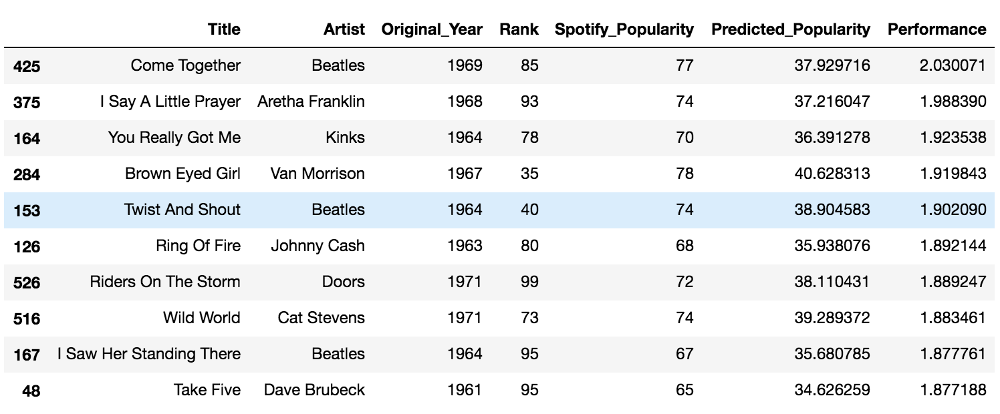 Title Artist Original_Year Rank Spotify_Popularity Predicted_Popularity Performance
425 Come Together Beatles 1969 85 77 37.929716 2.030071
375 I Say A Little Prayer Aretha Franklin 1968 93 74 37.216047 1.988390
164 You Really Got Me Kinks 1964 78 70 36.391278 1.923538
284 Brown Eyed Girl Van Morrison 1967 35 78 40.628313 1.919843
153 Twist And Shout Beatles 1964 40 74 38.904583 1.902090
126 Ring Of Fire Johnny Cash 1963 80 68 35.938076 1.892144
526 Riders On The Storm Doors 1971 99 72 38.110431 1.889247
516 Wild World Cat Stevens 1971 73 74 39.289372 1.883461
167 I Saw Her Standing There Beatles 1964 95 67 35.680785 1.877761
48 Take Five Dave Brubeck 1961 95 65 34.626259 1.877188